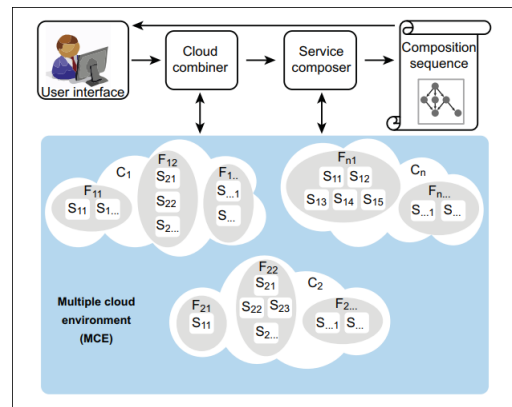 User interface
Cloud
combiner
Service
composer
Composition
sequence
C1
F11
S11 S1...
F12
S21
S22
S2...
F1..
S...1
S...
Fn1
S11 S12
S13 S14 S15
Cn
Fn...
S...1 S...
Multiple cloud
environment
(MCE)
F21
S11
F22
S21
S22 S23
S2...
C2
F2...
S...1 S...